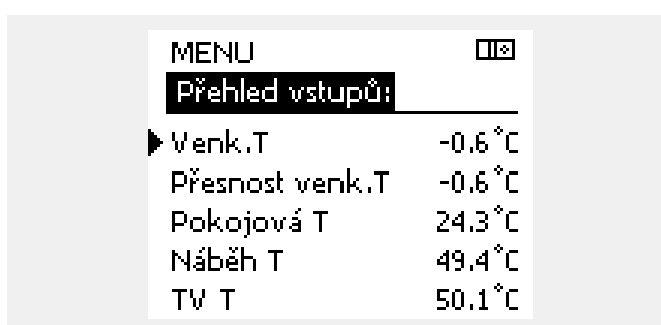 MENU
Přehled vstupů:
Venk.T -0.6°C
Přesnost venk.T -0.6°C
Pokojová T 24.3°C
Náběh T 49.4°C
TV T 50.1°C